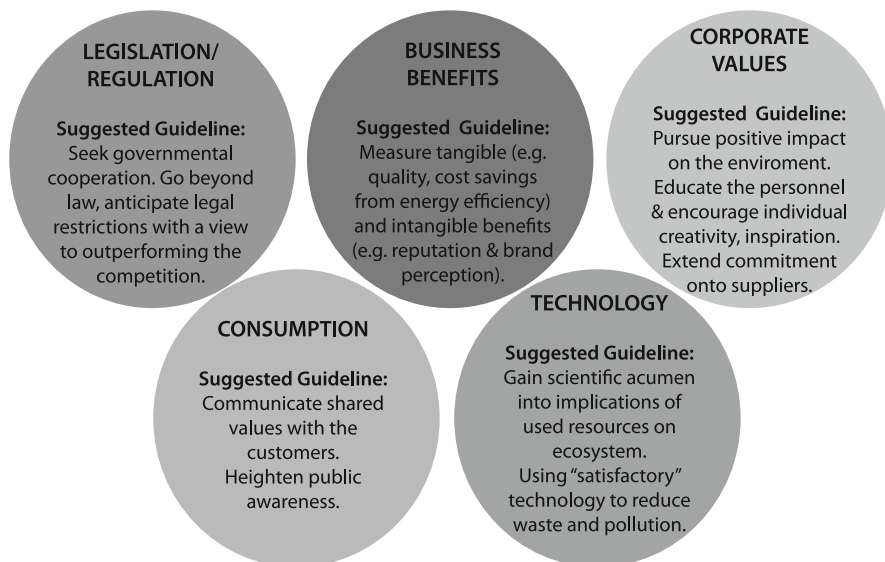 LEGISLATION/
REGULATION
Suggested Guideline:
Seek governmental
cooperation. Go beyond
law, anticipate legal
restrictions with a view
to outperforming the
competition.
BUSINESS
BENEFITS
Suggested Guideline:
Measure tangible (e.g.
quality, cost savings
from energy efficiency)
and intangible benefits
(e.g. reputation & brand
perception).
CORPORATE
VALUES
Suggested Guideline:
Pursue positive impact
on the enviroment.
Educate the personnel
& encourage individual
creativity, inspiration.
Extend commitment
onto suppliers.
CONSUMPTION
Suggested Guideline:
Communicate shared
values with the
customers.
Heighten public
awareness.
TECHNOLOGY
Suggested Guideline:
Gain scientific acumen
into implications of
used resources on
ecosystem.
Using “satisfactory”
technology to reduce
waste and pollution.